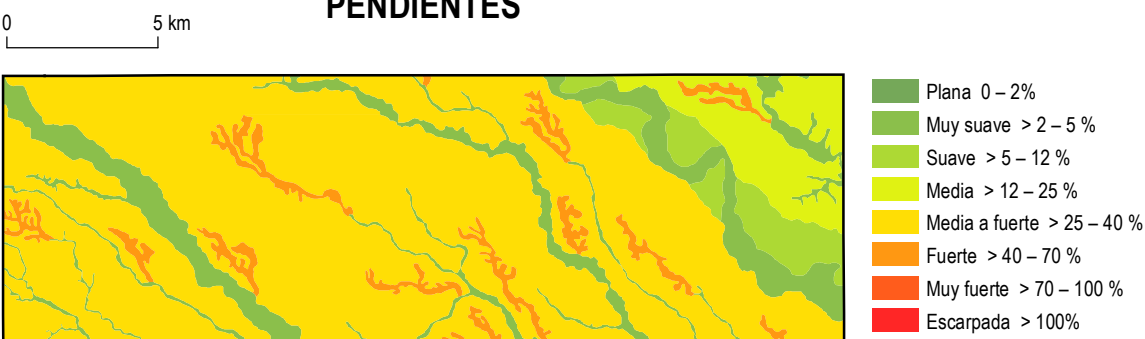 PENDIENTES
0 5 km
Plana 0 – 2%
Muy suave > 2 – 5 %
Suave > 5 – 12 %
Media > 12 – 25 %
Media a fuerte > 25 – 40 %
Fuerte > 40 – 70 %
Muy fuerte > 70 – 100 %
Escarpada > 100%